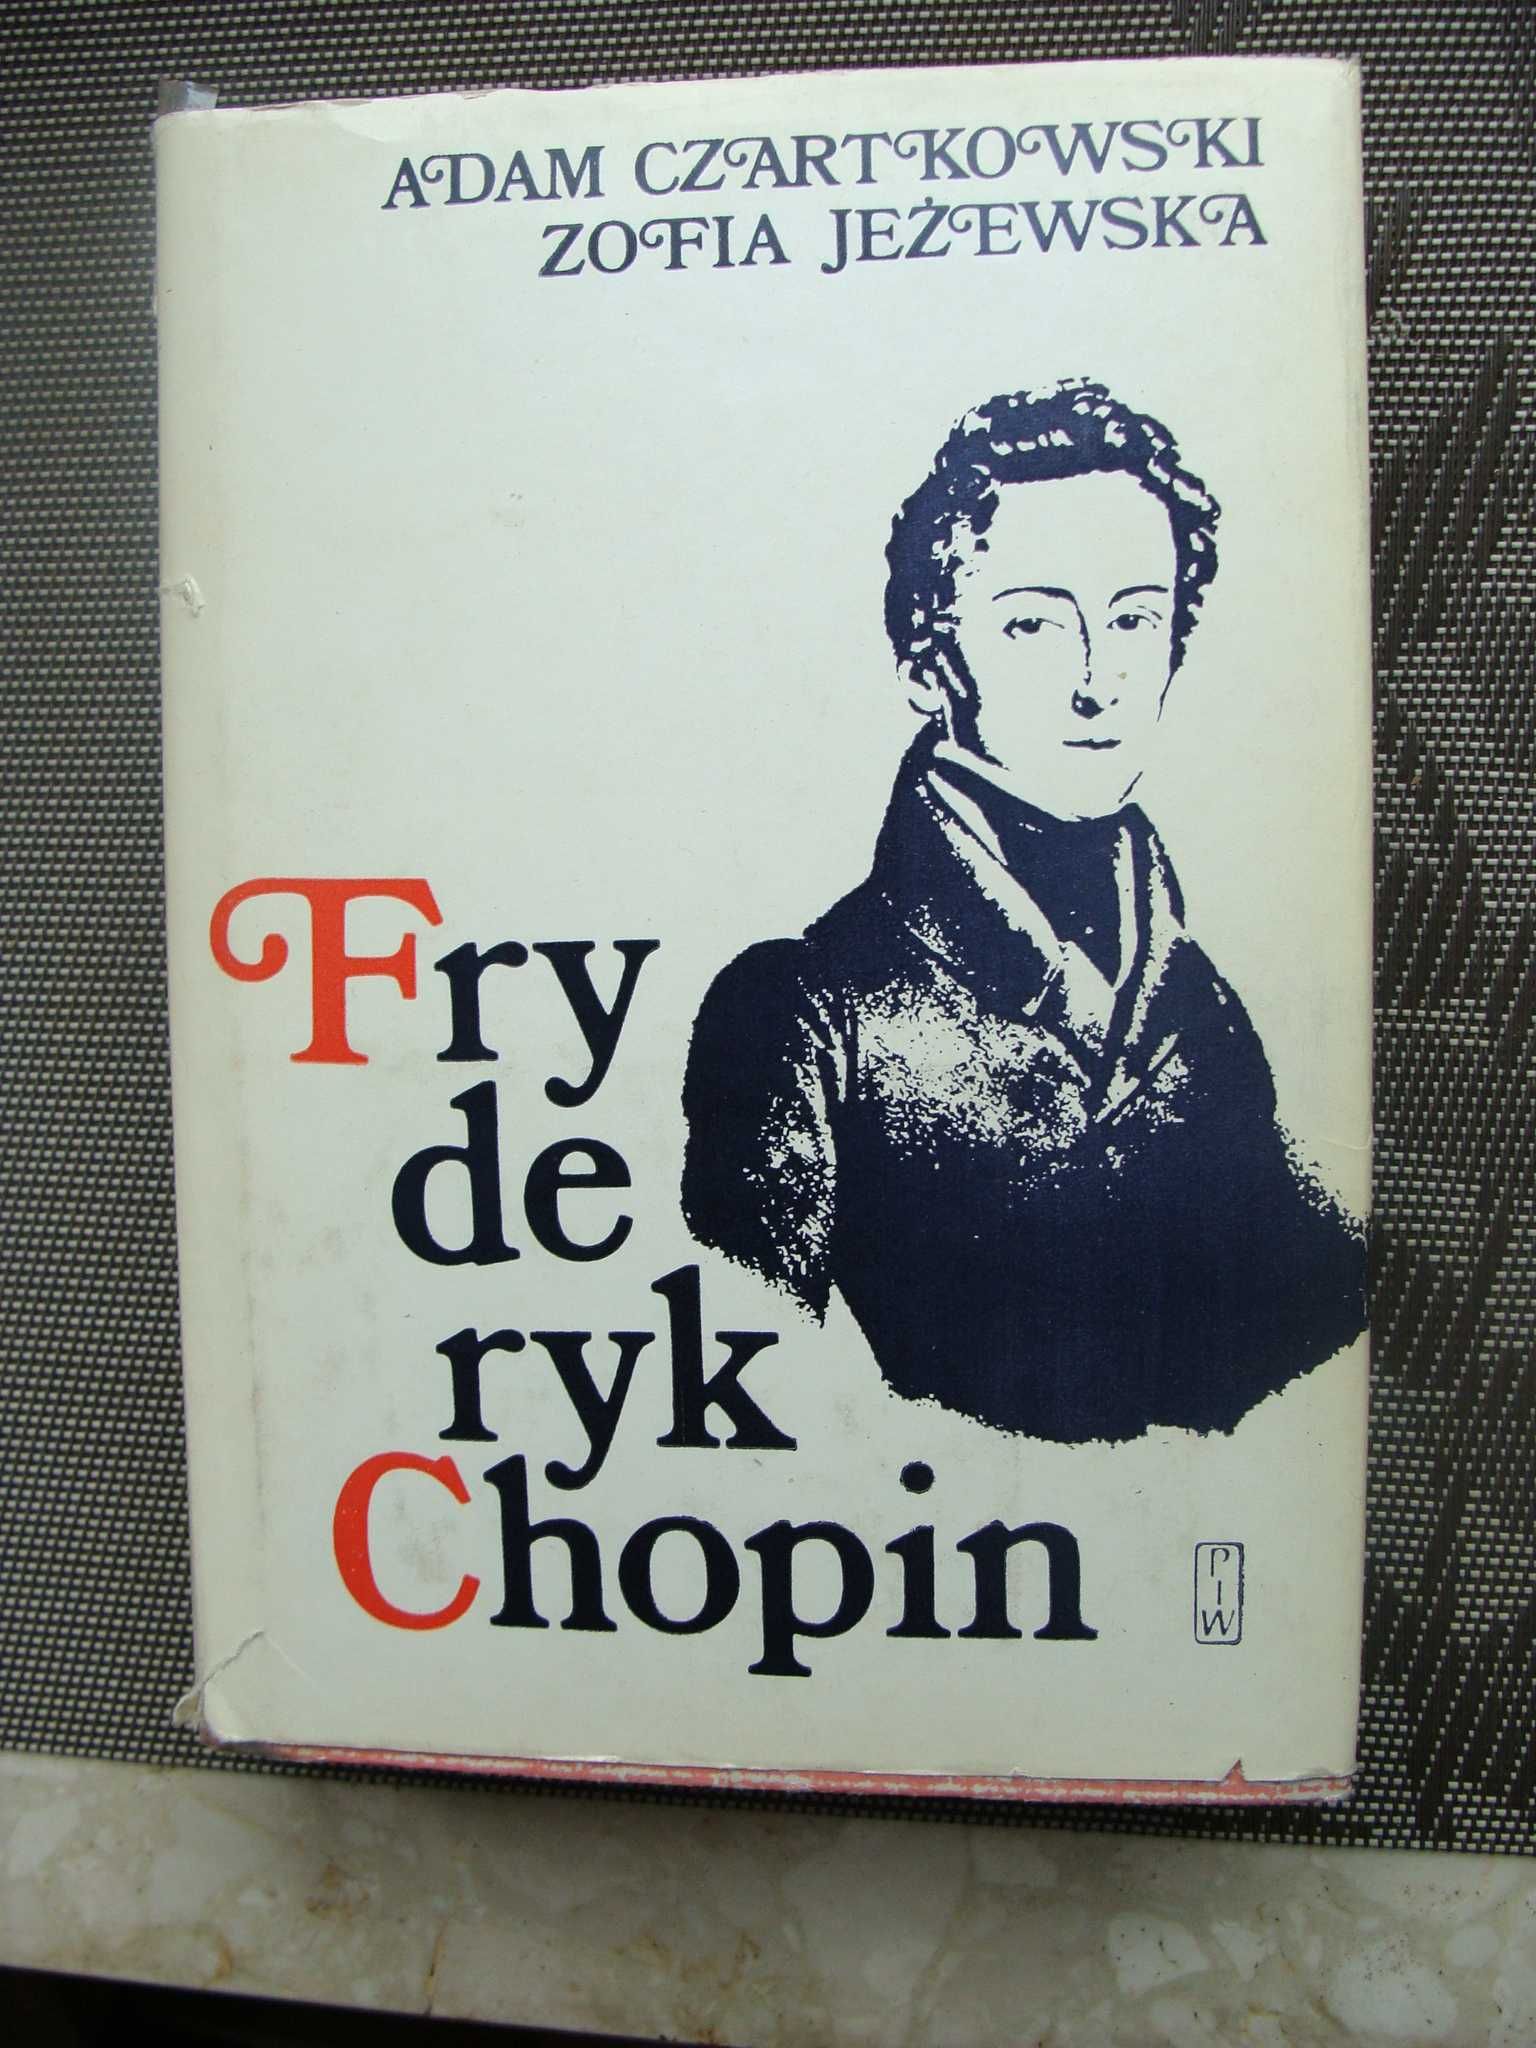 ADAM CZARTKOWSKI
ZOFIA JEŻEWSKA
Fry
de
ryk
Chopin
PIW